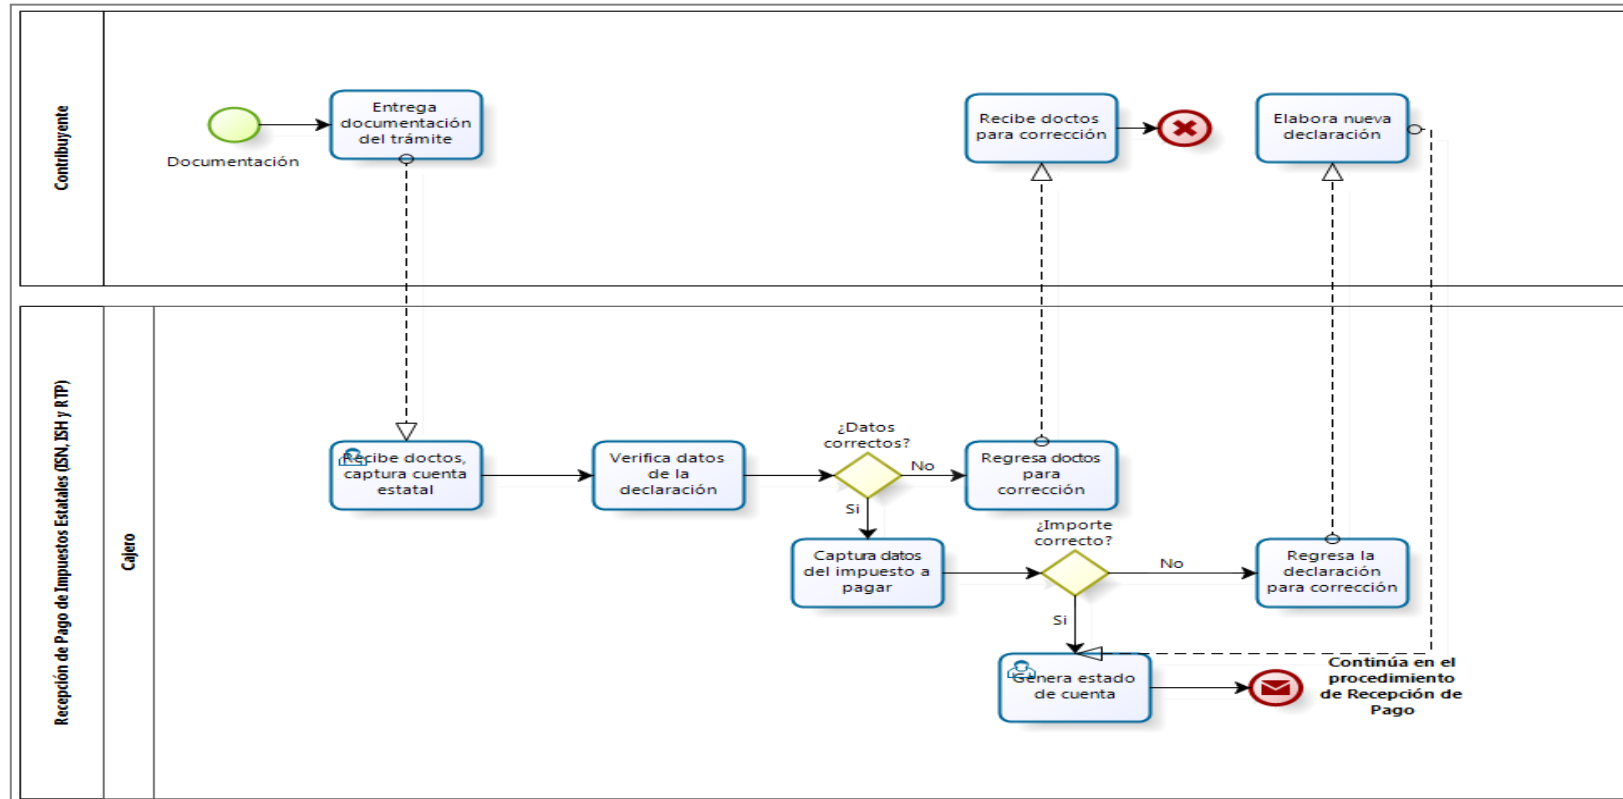 Contribuyente
Documentación
Entrega
documentación
del trámite
Recibe doctos
para corrección
Elabora nueva
declaración
Recepción de Pago de Impuestos Estatales (ISN, ISH y RTP)
Cajero
Recibe doctos,
captura cuenta
estatal
Verifica datos
de la
declaración
¿Datos
correctos?
No
Si
Regresa doctos
para
corrección
Captura datos
del impuesto a
pagar
¿Importe
correcto?
No
Si
Regresa la
declaración
para corrección
Genera estado
de cuenta
Continúa en el
procedimiento
de Recepción de
Pago